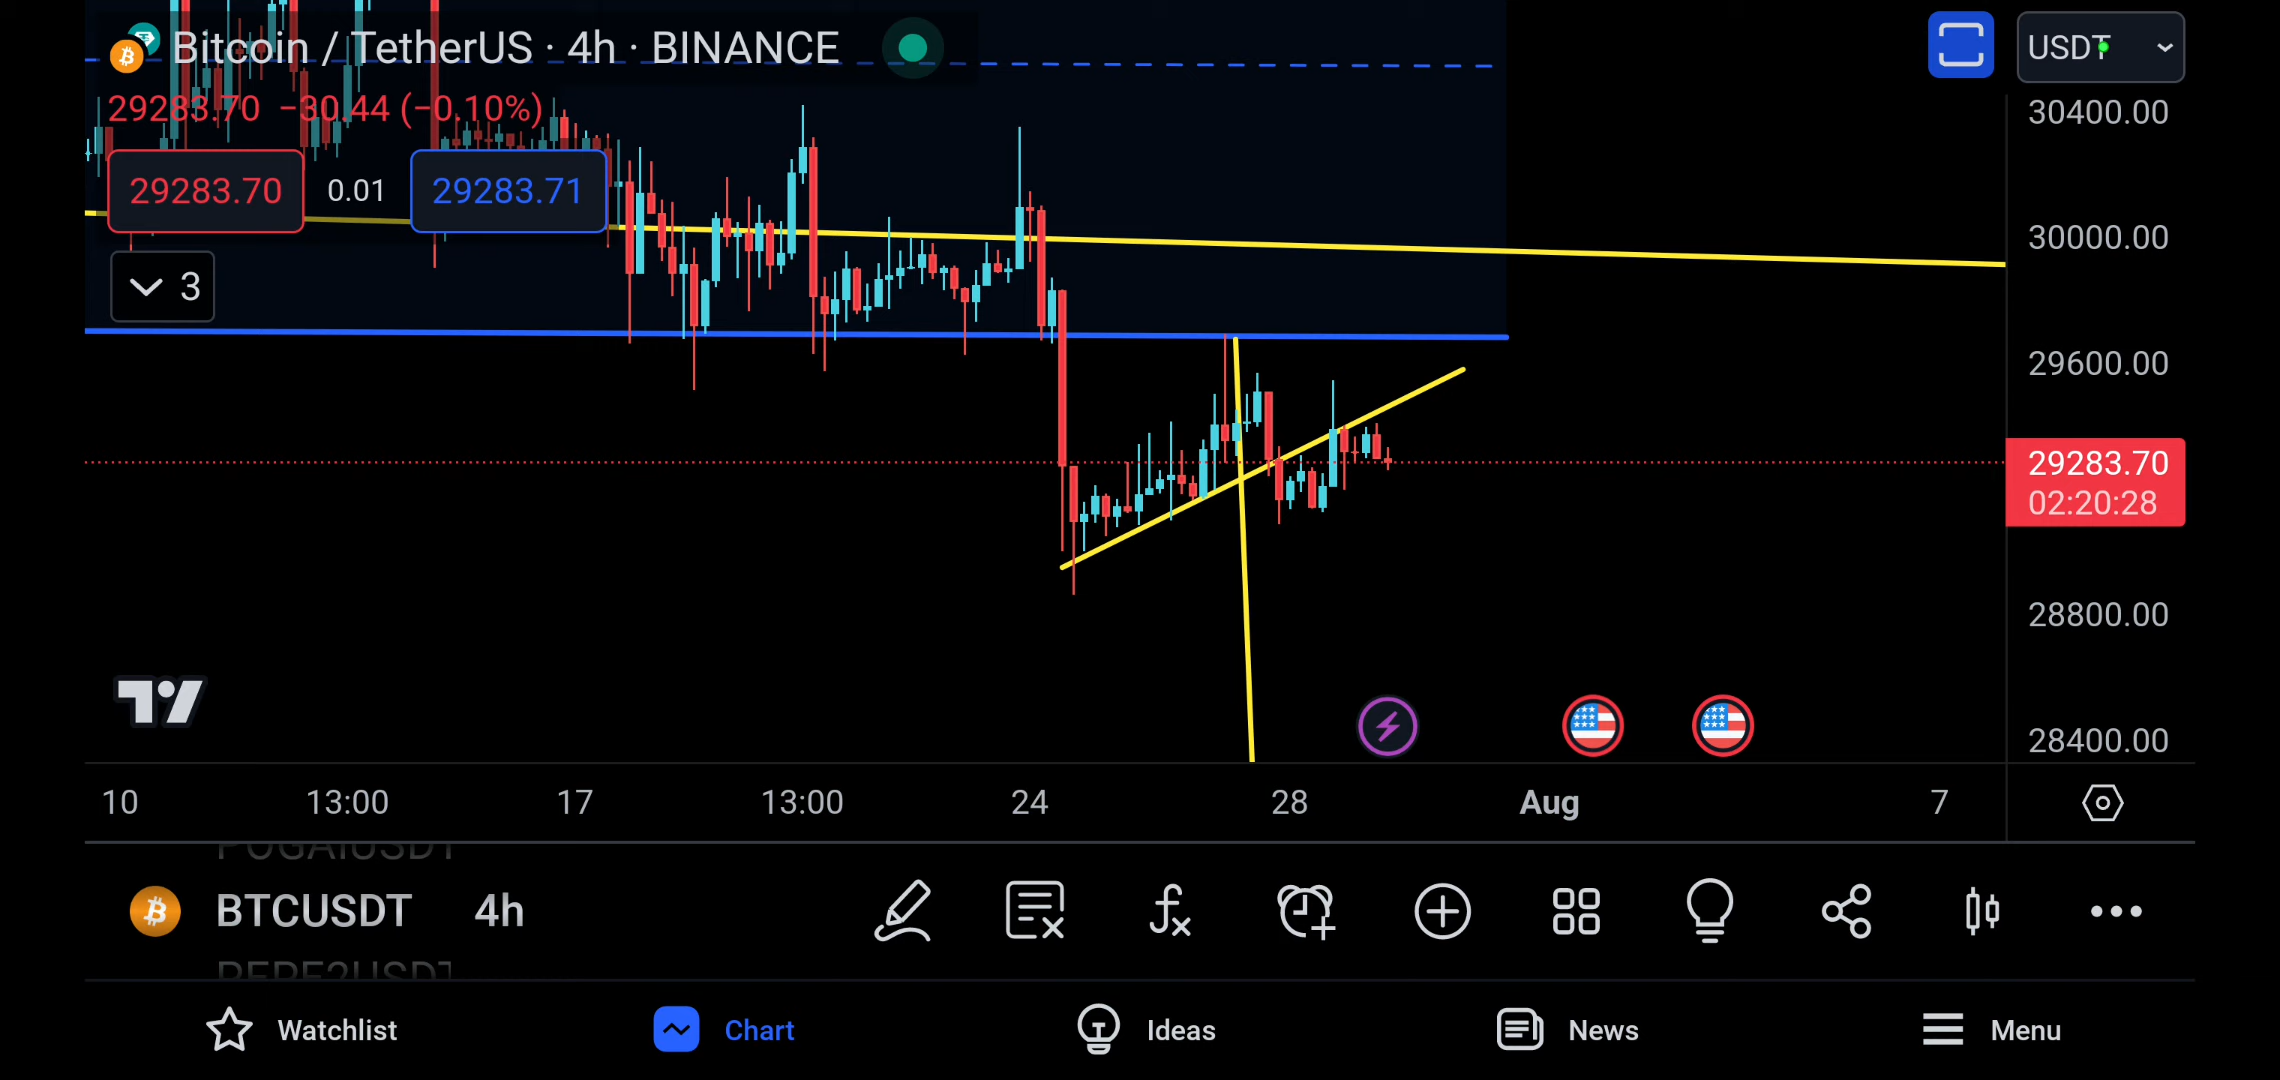 Bitcoin / TetherUS · 4h · BINANCE
29283.70 −30.44 (−0.10%)
29283.70 0.01 29283.71
3
USDT
30400.00
30000.00
29600.00
29283.70
02:20:28
28800.00
28400.00
10 13:00 17 13:00 24 28 Aug 7
BTCUSDT 4h
Watchlist Chart Ideas News Menu